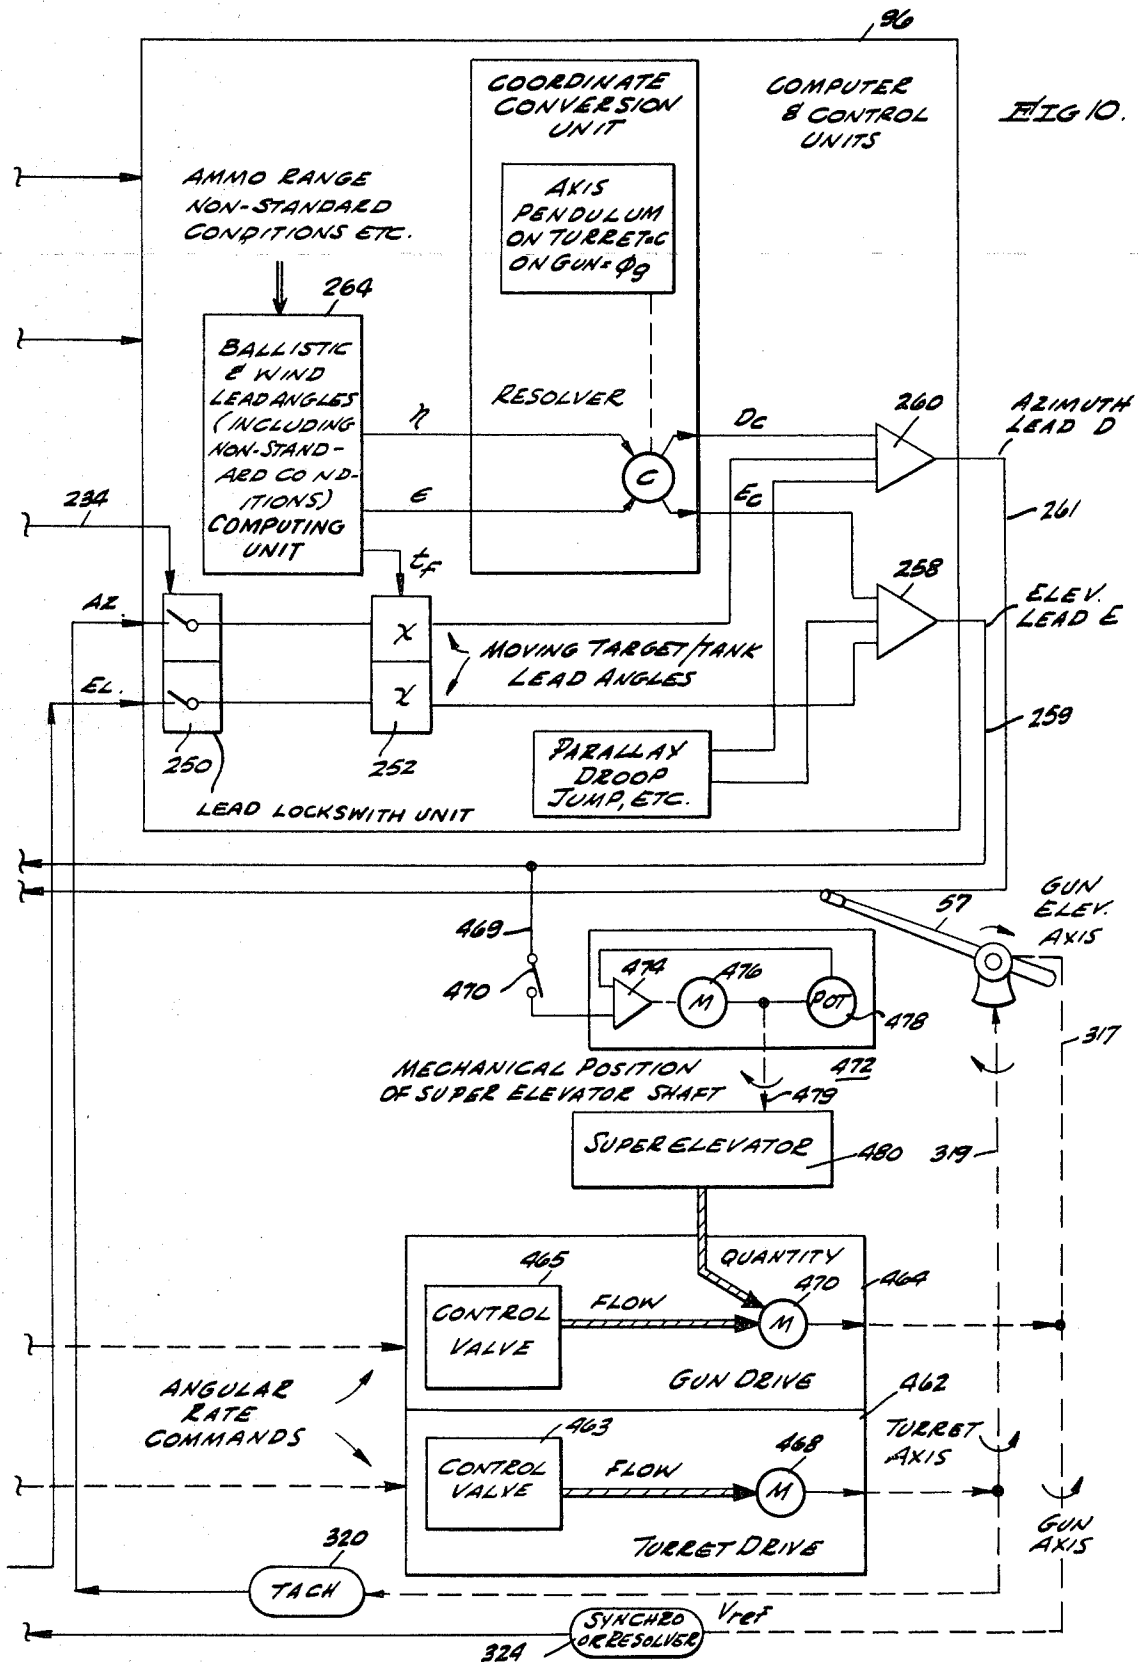 96
FIG 10.
COORDINATE
CONVERSION
UNIT
COMPUTER
& CONTROL
UNITS
AMMO RANGE
NON-STANDARD
CONDITIONS ETC.
AXIS
PENDULUM
ON TURRET=C
ON GUN=φg
264
BALLISTIC
& WIND
LEAD ANGLES
(INCLUDING
NON-STAND-
ARD COND-
ITIONS)
COMPUTING
UNIT
RESOLVER
η
ε
C
Dc
Ec
260
AZIMUTH
LEAD D
261
234
tF
258
ELEV.
LEAD E
AZ.
EL.
X
X
MOVING TARGET/TANK
LEAD ANGLES
259
250
252
LEAD LOCKSWITH UNIT
PARALLAX
DROOP
JUMP, ETC.
57
GUN
ELEV.
AXIS
469
470
474
476
M
POT
478
317
MECHANICAL POSITION
OF SUPER ELEVATOR SHAFT
472
479
SUPERELEVATOR
480
319
465
QUANTITY
470
464
CONTROL
VALVE
FLOW
M
GUN DRIVE
ANGULAR
RATE
COMMANDS
462
463
468
TURRET
AXIS
CONTROL
VALVE
FLOW
M
TURRET DRIVE
GUN
AXIS
320
TACH
Vref
SYNCHRO
OR RESOLVER
324